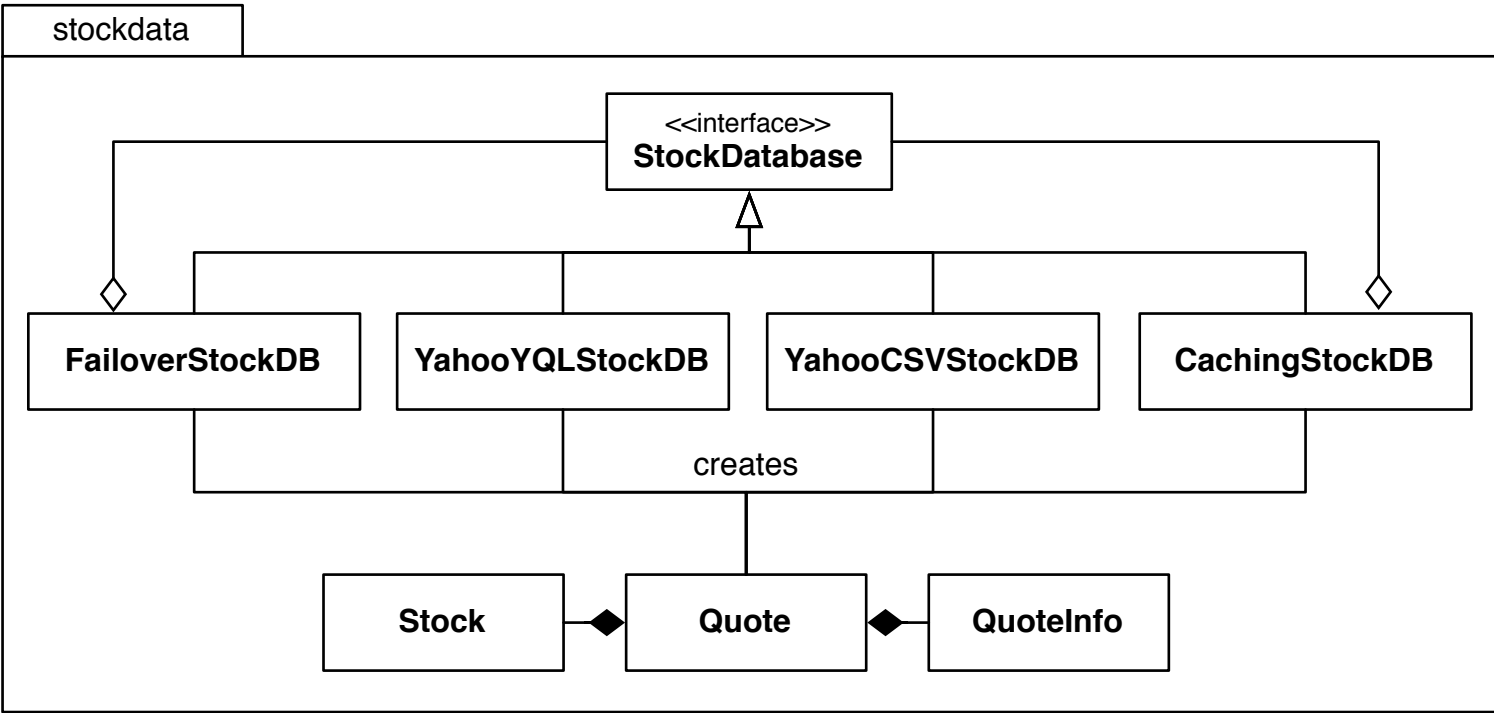 stockdata
<<interface>>
StockDatabase
FailoverStockDB
YahooYQLStockDB
YahooCSVStockDB
CachingStockDB
creates
Stock
Quote
QuoteInfo